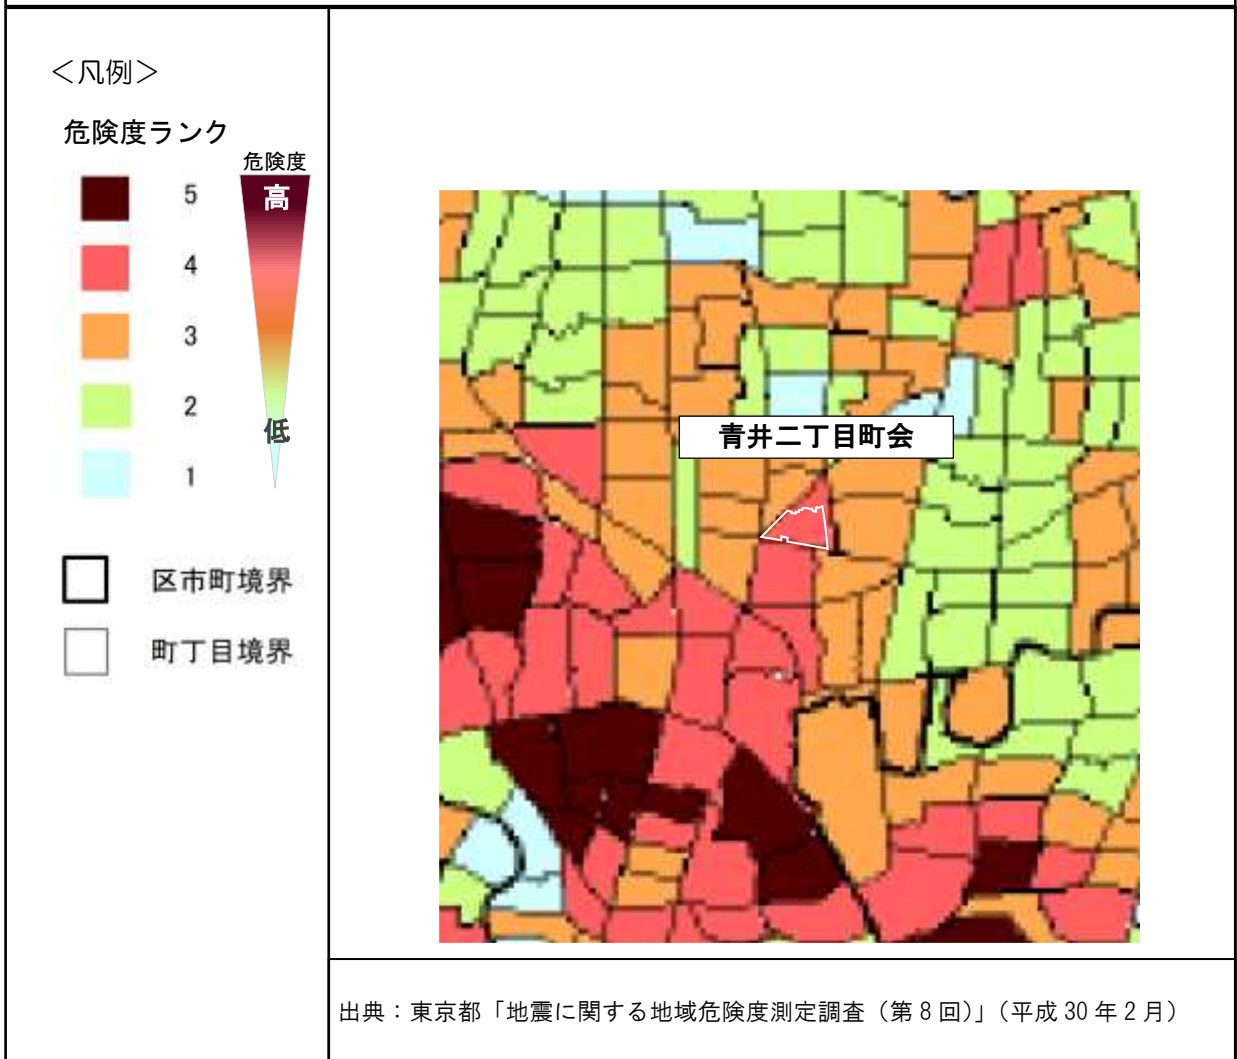 ＜凡例＞
危険度ランク
危険度
高
5
4
3
2
1
低
区市町境界
町丁目境界
青井二丁目町会
出典：東京都「地震に関する地域危険度測定調査（第８回)」（平成 30 年２月）